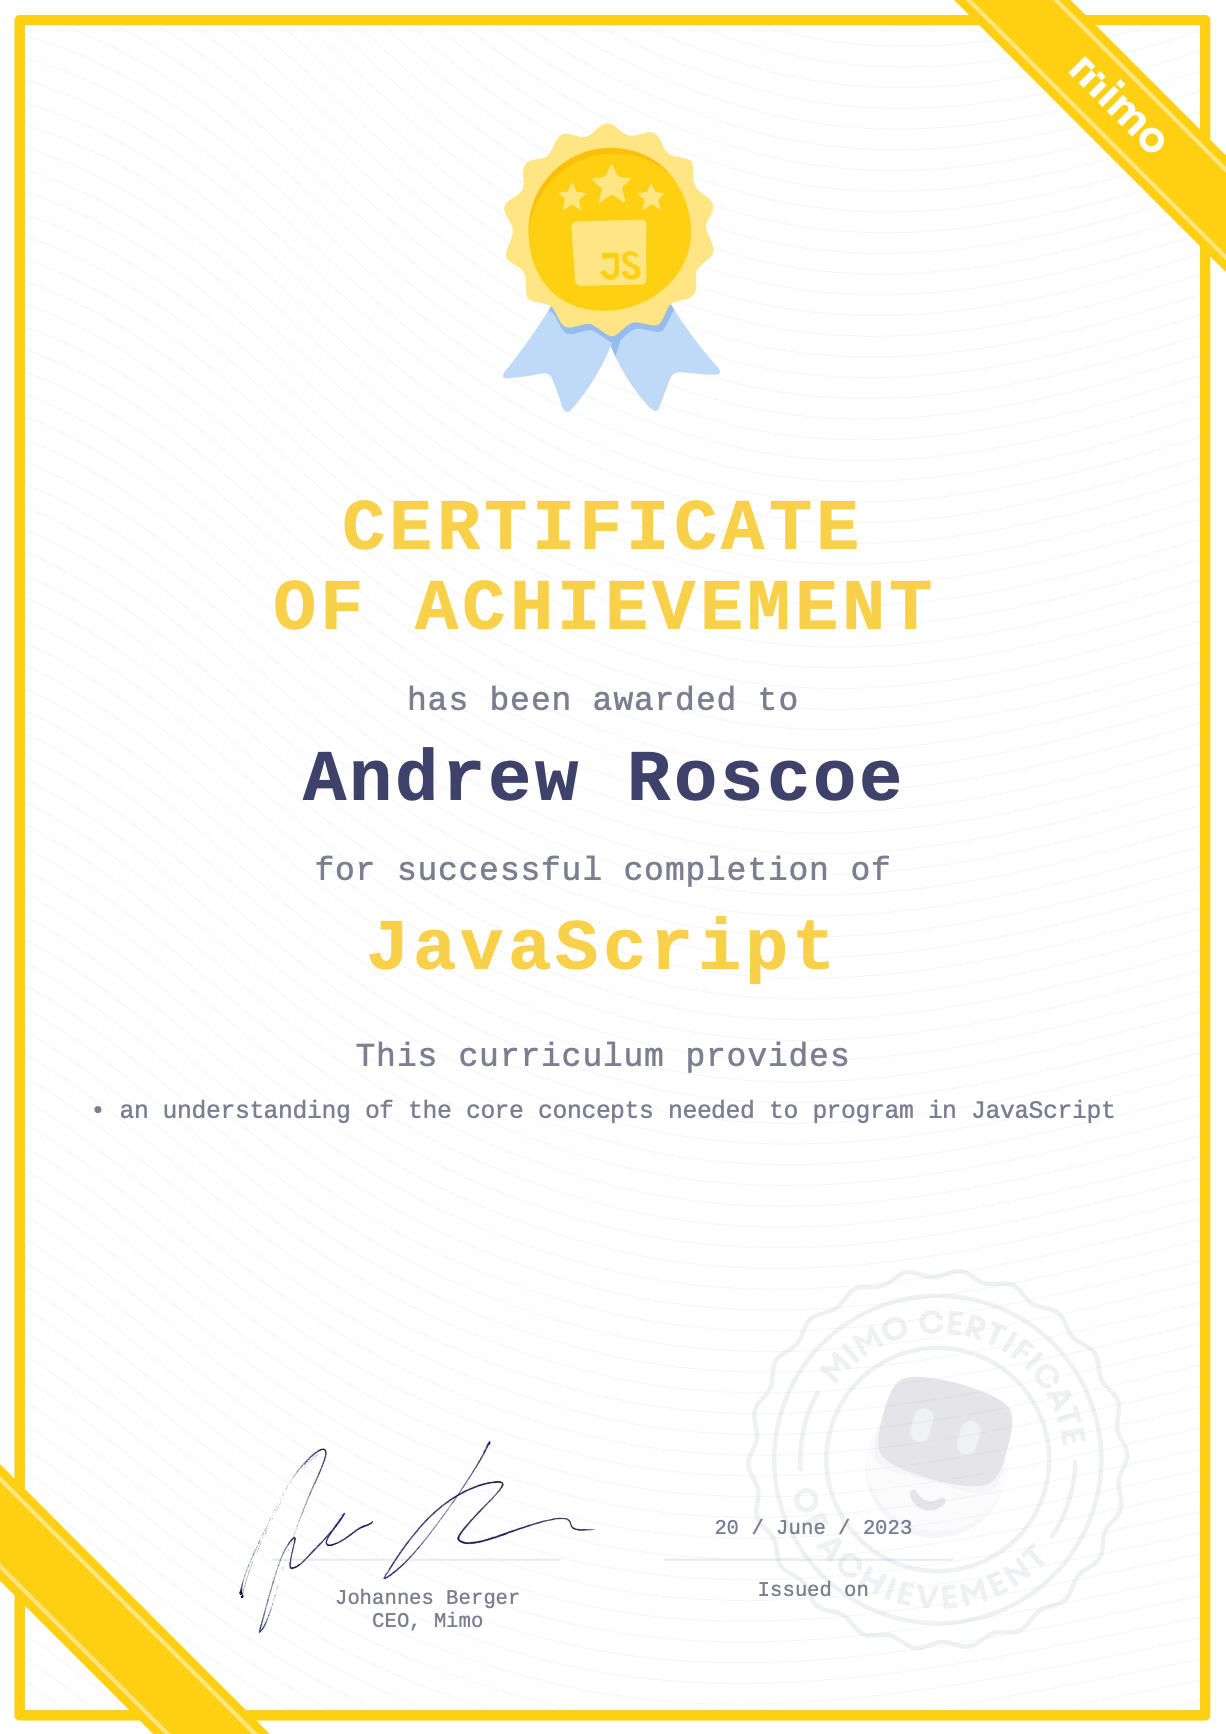 mimo
JS
CERTIFICATE
OF ACHIEVEMENT
has been awarded to
Andrew Roscoe
for successful completion of
JavaScript
This curriculum provides
• an understanding of the core concepts needed to program in JavaScript
MIMO CERTIFICATE
OF ACHIEVEMENT
20 / June / 2023
Issued on
Johannes Berger
CEO, Mimo